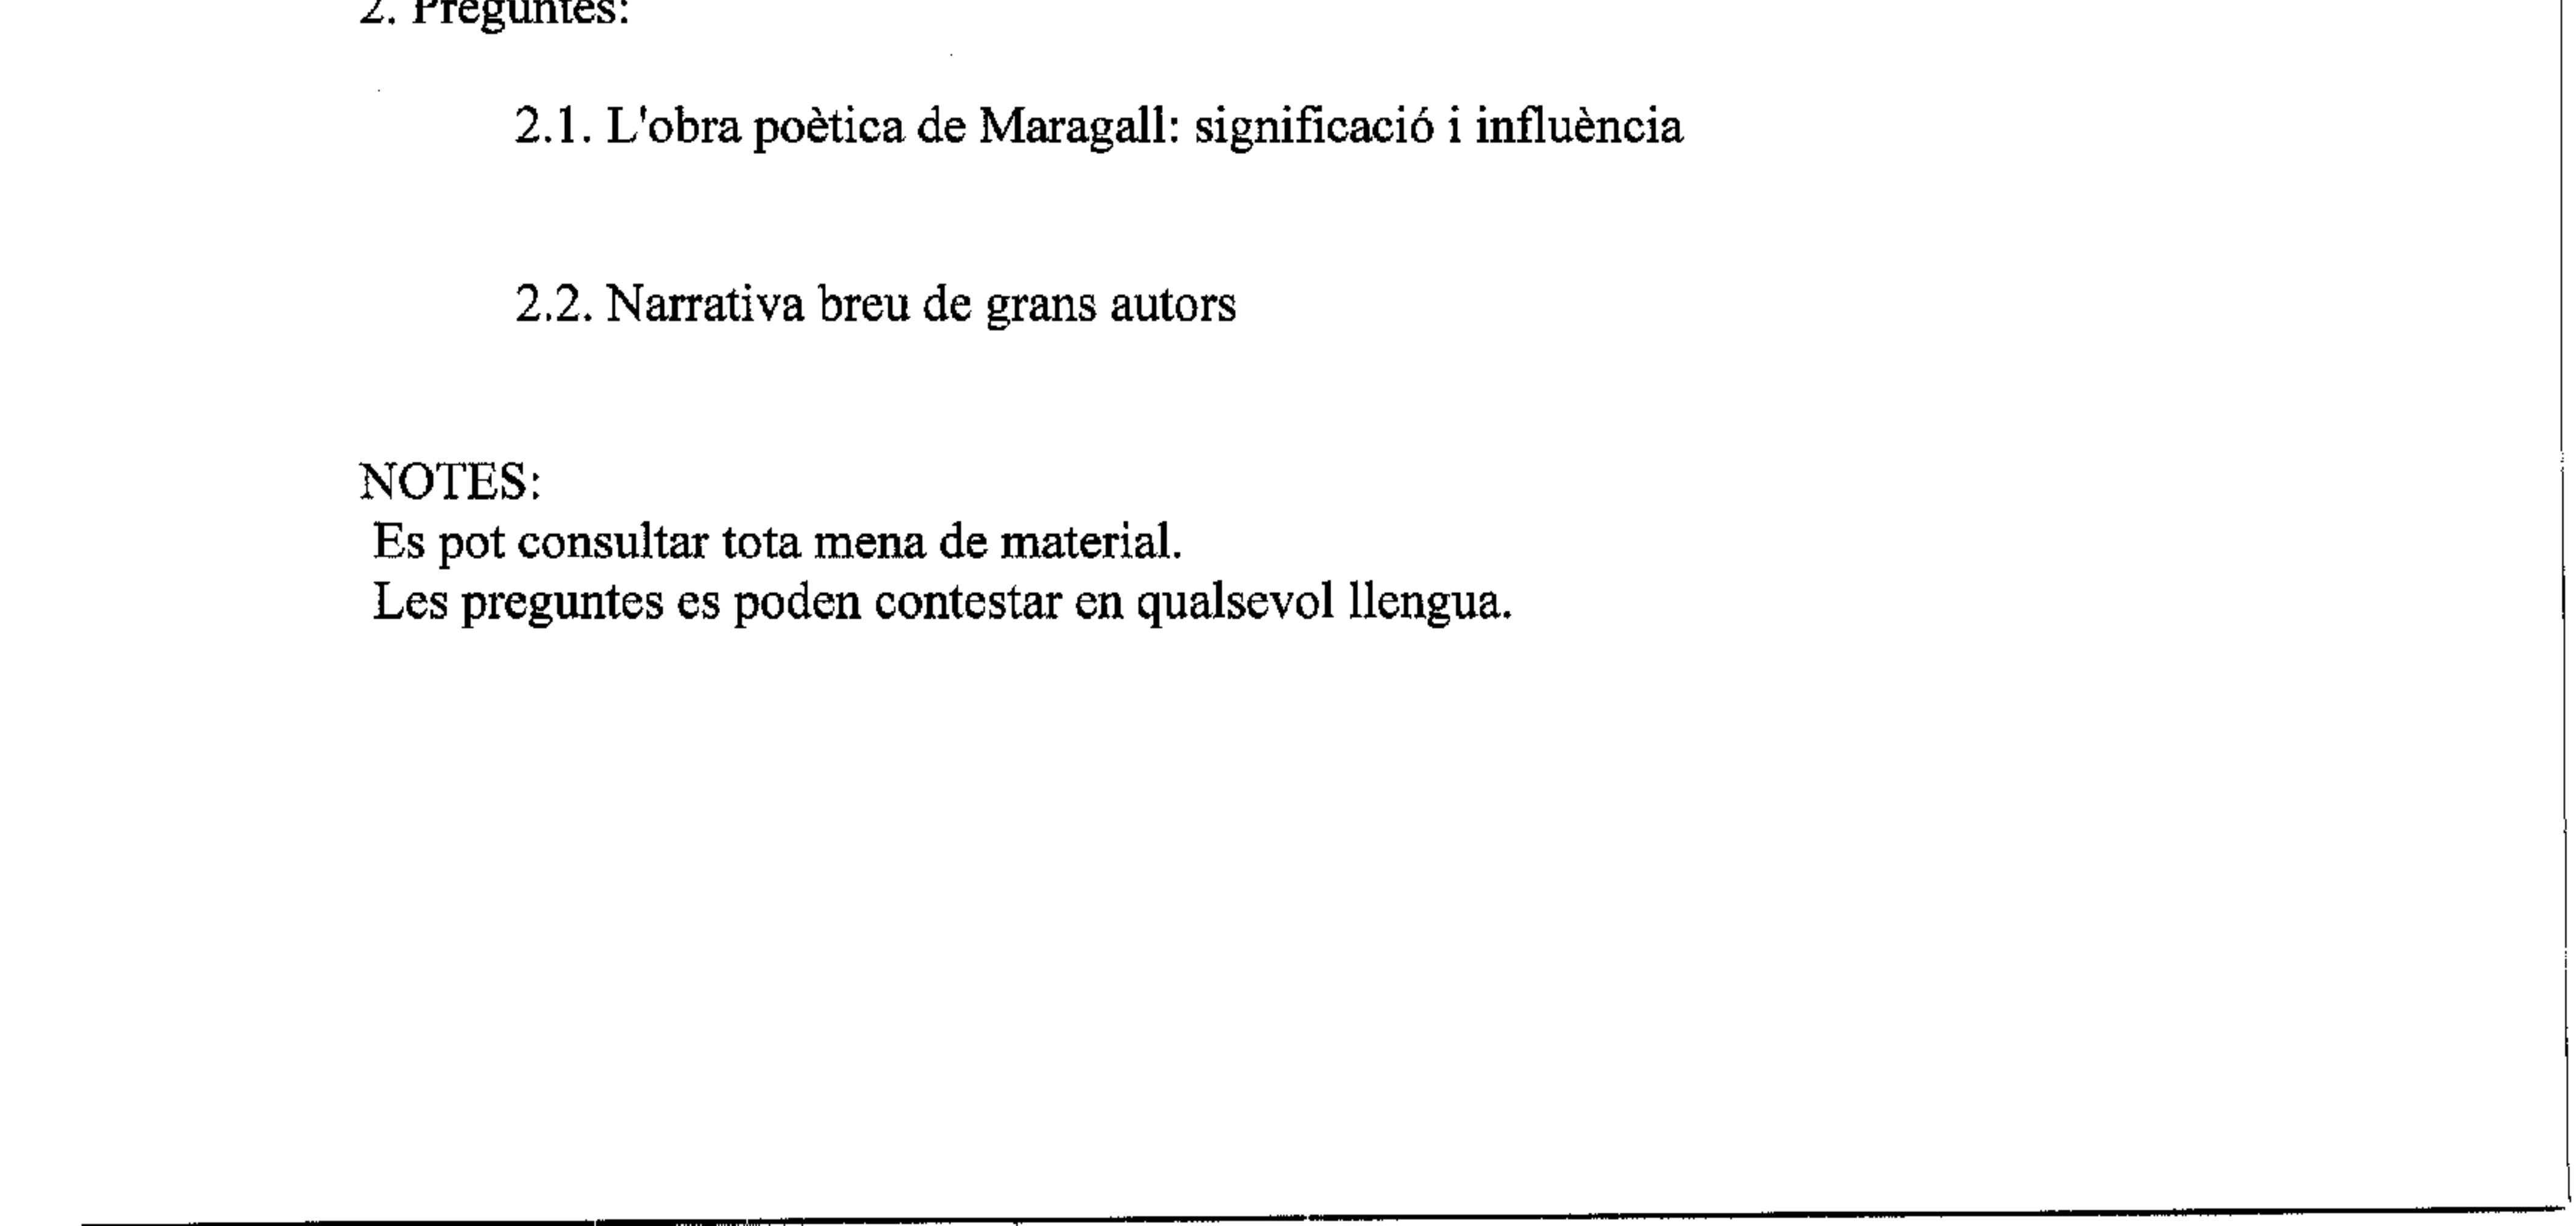 2. Preguntes:
2.1. L'obra poètica de Maragall: significació i influència
2.2. Narrativa breu de grans autors
NOTES:
Es pot consultar tota mena de material.
Les preguntes es poden contestar en qualsevol llengua.